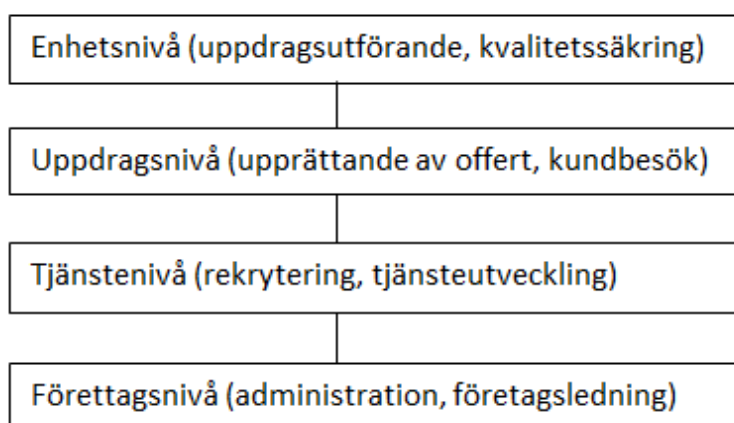 Enhetsnivå (uppdragsutförande, kvalitetssäkring)
Uppdragsnivå (upprättande av offert, kundbesök)
Tjänstenivå (rekrytering, tjänsteutveckling)
Förettagsnivå (administration, företagsledning)